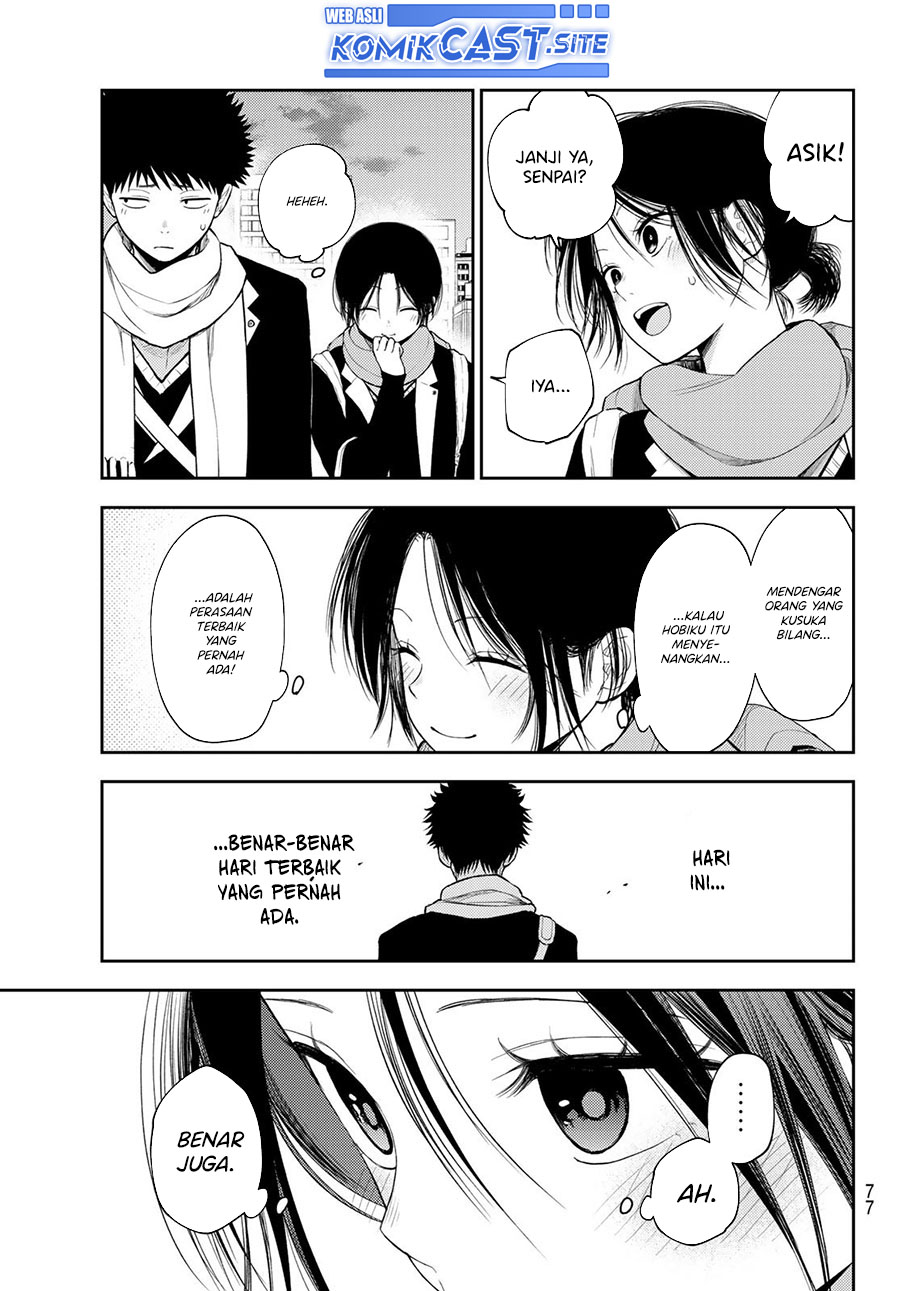 WEB ASLI
KOMIKCAST.SITE
ASIK!
JANJI YA,
SENPAI?
IYA...
HEHEH.
MENDENGAR
ORANG YANG
KUSUKA
BILANG...
...KALAU
HOBIKU ITU
MENYE-
NANGKAN...
...ADALAH
PERASAAN
TERBAIK
YANG
PERNAH
ADA!
HARI
INI...
...BENAR-BENAR
HARI TERBAIK
YANG PERNAH
ADA.
......
AH.
BENAR
JUGA.
77